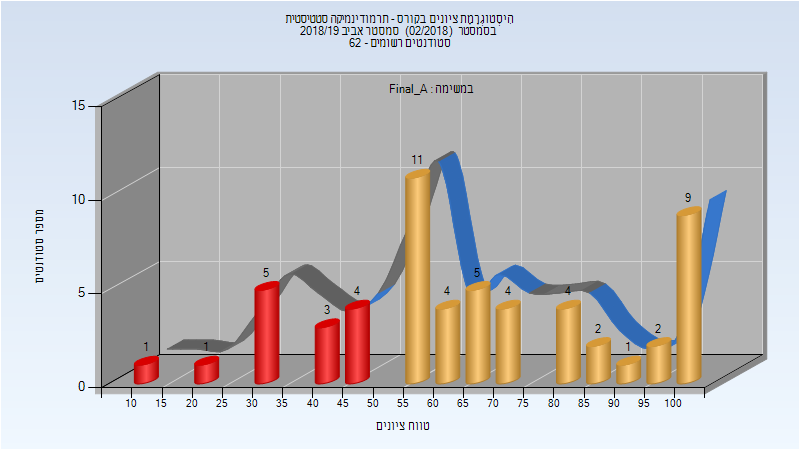 היסטוגרמת ציונים בקורס - תרמודינמיקה סטטיסטית
בסמסטר (02/2018) סמסטר אביב 2018/19
סטודנטים רשומים - 62
במשימה : Final_A
15
10
5
0
מספר סטודנטים
1
1
5
3
4
11
4
5
4
4
2
1
2
9
10 15 20 25 30 35 40 45 50 55 60 65 70 75 80 85 90 95 100
טווח ציונים